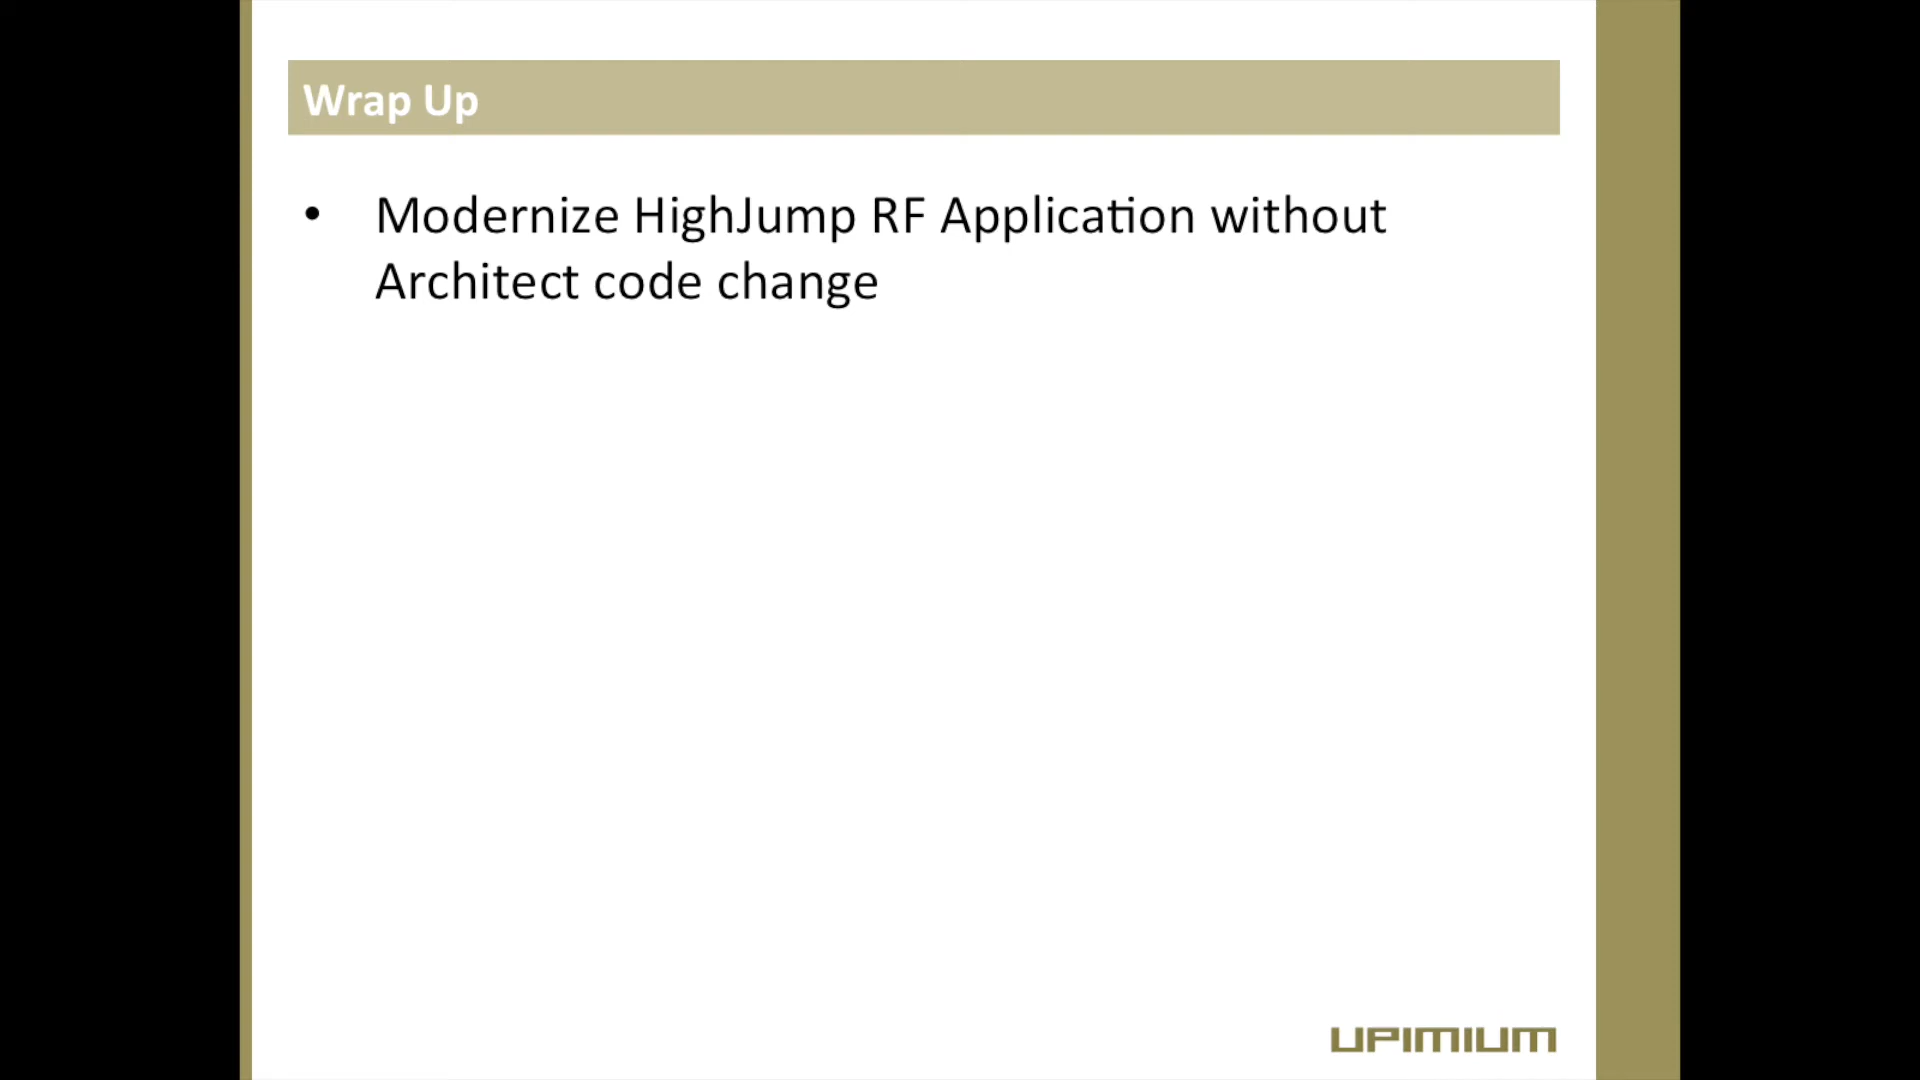 Wrap Up
• Modernize HighJump RF Application without
Architect code change
UPIMIUM